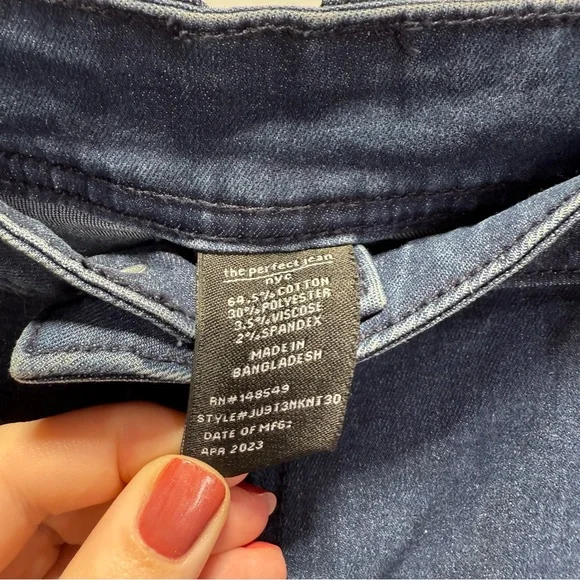 the perfect jean
nyc
64.5% COTTON
30% POLYESTER
3.5% VISCOSE
2% SPANDEX
MADE IN
BANGLADESH
RN#148549
STYLE#JU9T3NKNT30
DATE OF MFG:
APR 2023